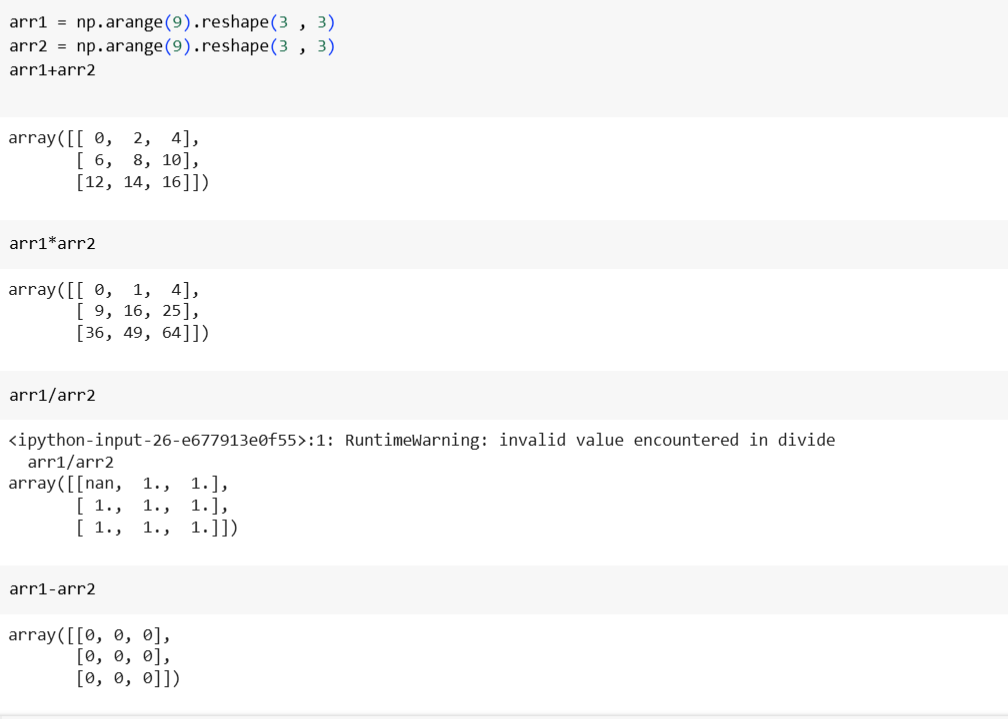 arr1 = np.arange(9).reshape(3 , 3)
arr2 = np.arange(9).reshape(3 , 3)
arr1+arr2
array([[ 0,  2,  4],
       [ 6,  8, 10],
       [12, 14, 16]])
arr1*arr2
array([[ 0,  1,  4],
       [ 9, 16, 25],
       [36, 49, 64]])
arr1/arr2
<ipython-input-26-e677913e0f55>:1: RuntimeWarning: invalid value encountered in divide
  arr1/arr2
array([[nan,  1.,  1.],
       [ 1.,  1.,  1.],
       [ 1.,  1.,  1.]])
arr1-arr2
array([[0, 0, 0],
       [0, 0, 0],
       [0, 0, 0]])